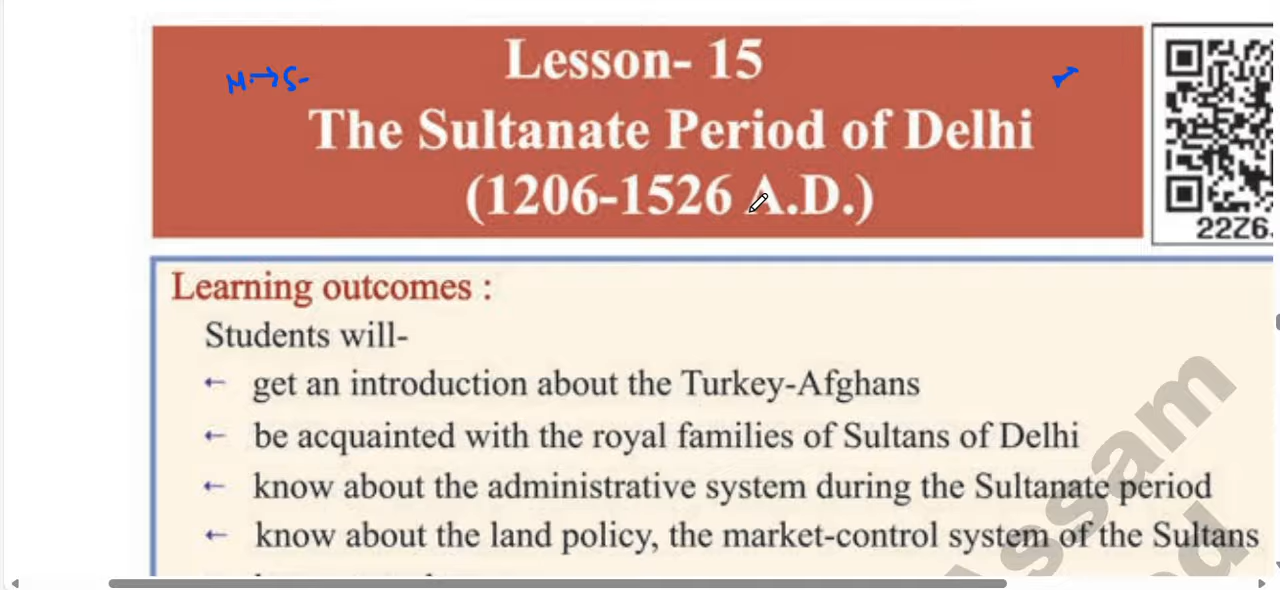 Lesson- 15
The Sultanate Period of Delhi
(1206-1526 A.D.)
22Z6
Learning outcomes :
Students will-
← get an introduction about the Turkey-Afghans
← be acquainted with the royal families of Sultans of Delhi
← know about the administrative system during the Sultanate period
← know about the land policy, the market-control system of the Sultans
ssam